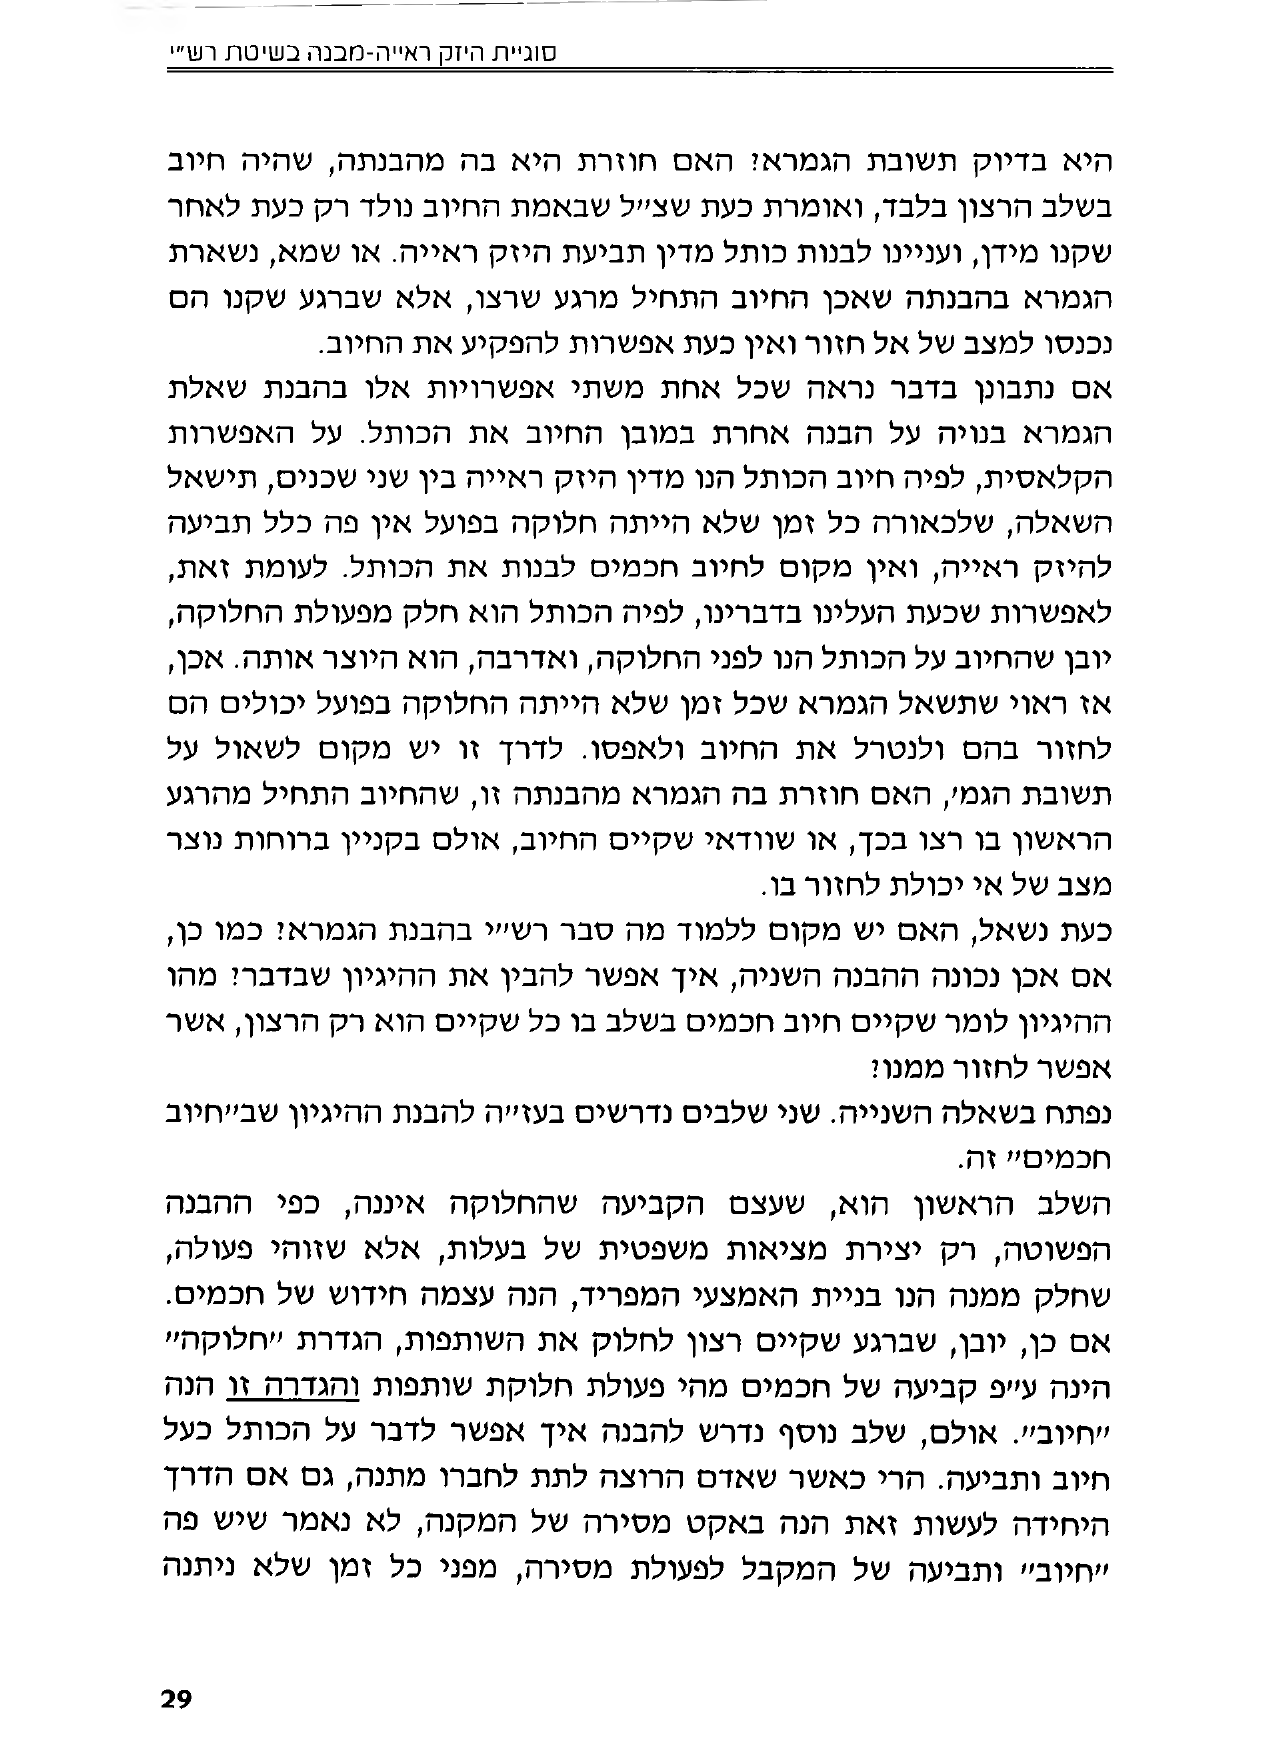 סוגיית היזק ראייה-מבנה בשיטת רש״י
היא בדיוק תשובת הגמרא? האם חוזרת היא בה מהבנתה, שהיה חיוב
בשלב הרצון בלבד, ואומרת כעת שצ״ל שבאמת החיוב נולד רק כעת לאחר
שקנו מידן, ועניינו לבנות כותל מדין תביעת היזק ראייה. או שמא, נשארת
הגמרא בהבנתה שאכן החיוב התחיל מרגע שרצו, אלא שברגע שקנו הם
נכנסו למצב של אל חזור ואין כעת אפשרות להפקיע את החיוב.
אם נתבונן בדבר נראה שכל אחת משתי אפשרויות אלו בהבנת שאלת
הגמרא בנויה על הבנה אחרת במובן החיוב את הכותל. על האפשרות
הקלאסית, לפיה חיוב הכותל הנו מדין היזק ראייה בין שני שכנים, תישאל
השאלה, שלכאורה כל זמן שלא הייתה חלוקה בפועל אין פה כלל תביעה
להיזק ראייה, ואין מקום לחיוב חכמים לבנות את הכותל. לעומת זאת,
לאפשרות שכעת העלינו בדברינו, לפיה הכותל הוא חלק מפעולת החלוקה,
יובן שהחיוב על הכותל הנו לפני החלוקה, ואדרבה, הוא היוצר אותה. אכן,
אז ראוי שתשאל הגמרא שכל זמן שלא הייתה החלוקה בפועל יכולים הם
לחזור בהם ולנטרל את החיוב ולאפסו. לדרך זו יש מקום לשאול על
תשובת הגמ׳, האם חוזרת בה הגמרא מהבנתה זו, שהחיוב התחיל מהרגע
הראשון בו רצו בכך, או שוודאי שקיים החיוב, אולם בקניין ברוחות נוצר
מצב של אי יכולת לחזור בו.
כעת נשאל, האם יש מקום ללמוד מה סבר רש״י בהבנת הגמרא? כמו כן,
אם אכן נכונה ההבנה השניה, איך אפשר להבין את ההיגיון שבדבר? מהו
ההיגיון לומר שקיים חיוב חכמים בשלב בו כל שקיים הוא רק הרצון, אשר
אפשר לחזור ממנו?
נפתח בשאלה השנייה. שני שלבים נדרשים בעז״ה להבנת ההיגיון שב״חיוב
חכמים״ זה.
השלב הראשון הוא, שעצם הקביעה שהחלוקה איננה, כפי ההבנה
הפשוטה, רק יצירת מציאות משפטית של בעלות, אלא שזוהי פעולה,
שחלק ממנה הנו בניית האמצעי המפריד, הנה עצמה חידוש של חכמים.
אם כן, יובן, שברגע שקיים רצון לחלוק את השותפות, הגדרת ״חלוקה״
הינה ע״פ קביעה של חכמים מהי פעולת חלוקת שותפות והגדרה זו הנה
״חיוב״. אולם, שלב נוסף נדרש להבנה איך אפשר לדבר על הכותל כעל
חיוב ותביעה. הרי כאשר שאדם הרוצה לתת לחברו מתנה, גם אם הדרך
היחידה לעשות זאת הנה באקט מסירה של המקנה, לא נאמר שיש פה
״חיוב״ ותביעה של המקבל לפעולת מסירה, מפני כל זמן שלא ניתנה
29